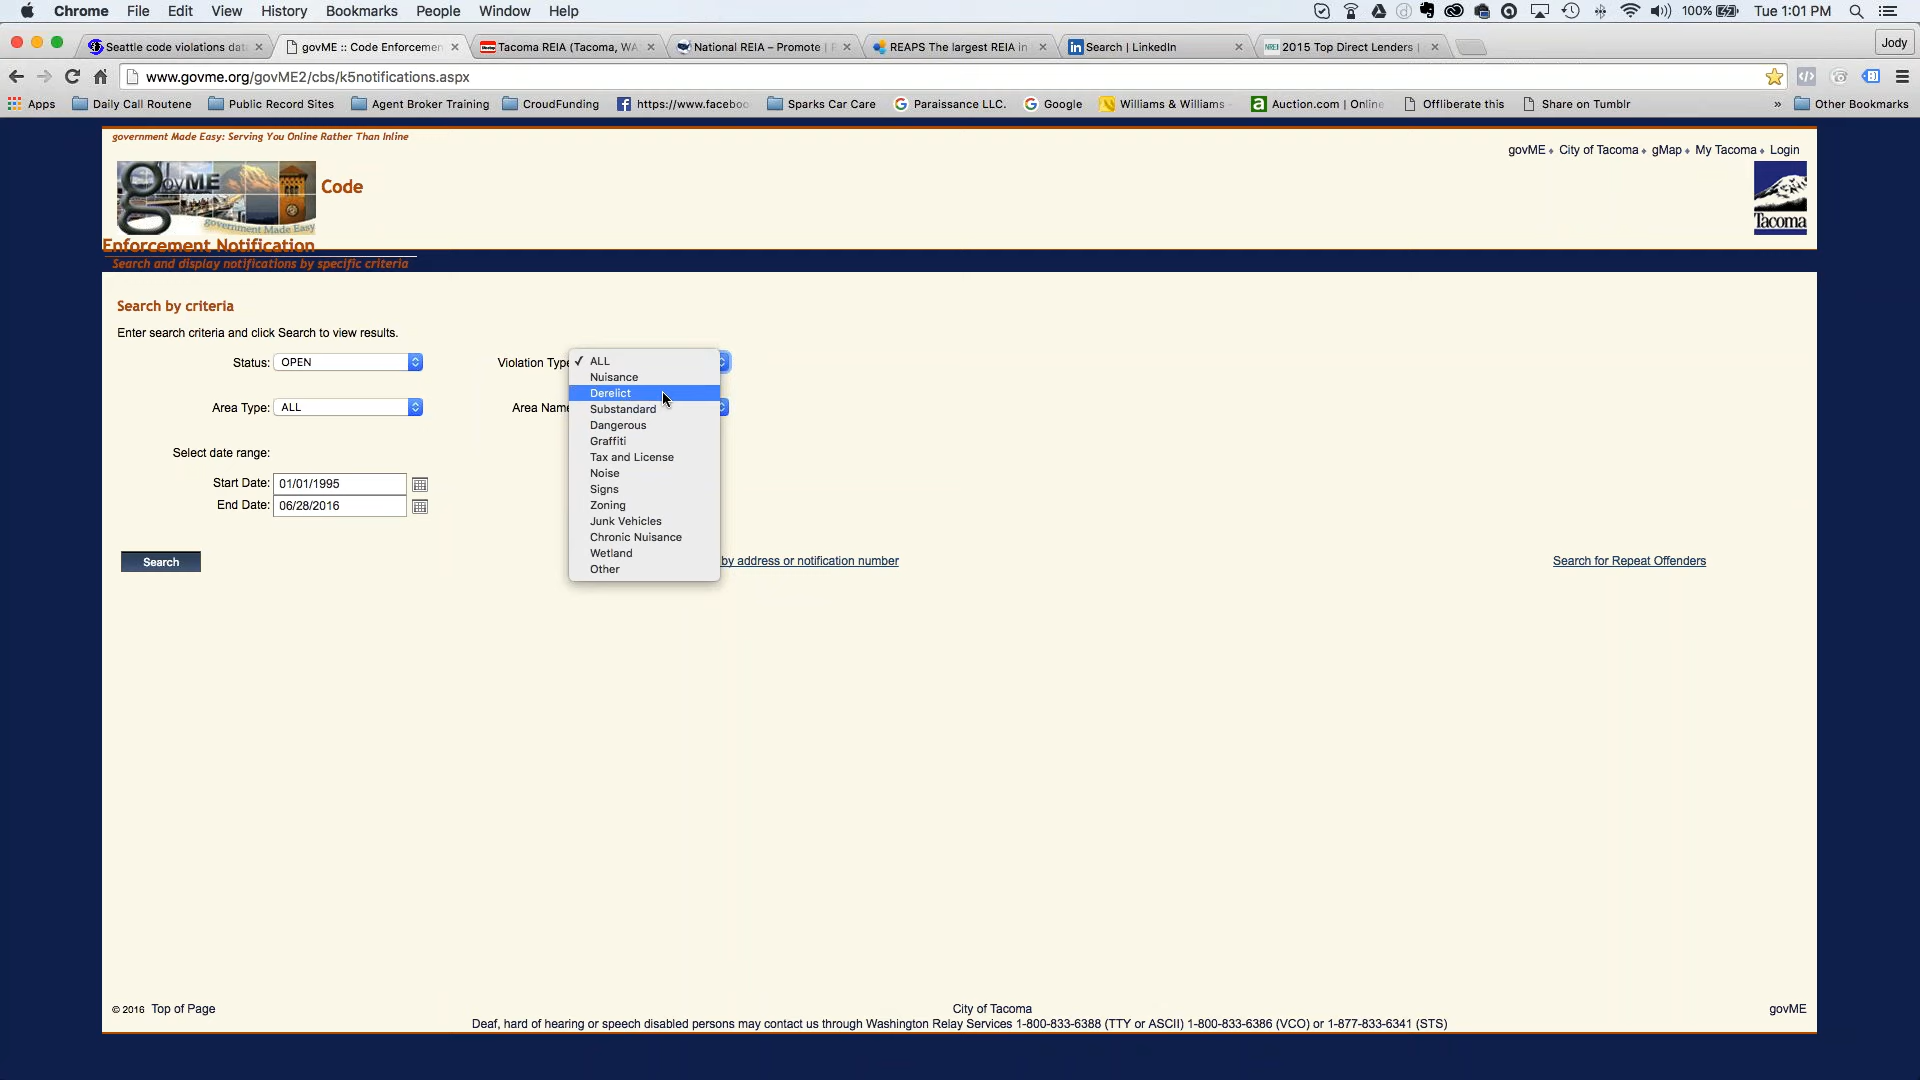 Chrome File Edit View History Bookmarks People Window Help 100% Tue 1:01 PM
Seattle code violations dat govME :: Code Enforcemen Tacoma REIA (Tacoma, WA National REIA – Promote | REAPS The largest REIA in Search | LinkedIn NREI 2015 Top Direct Lenders | Jody
www.govme.org/govME2/cbs/k5notifications.aspx
Apps Daily Call Routene Public Record Sites Agent Broker Training CroudFunding https://www.faceboo Sparks Car Care Paraissance LLC. Google Williams & Williams Auction.com | Online Offliberate this Share on Tumblr » Other Bookmarks
government Made Easy: Serving You Online Rather Than Inline
govME City of Tacoma gMap My Tacoma Login
govME
government Made Easy
Code
Enforcement Notification
Tacoma
Search and display notifications by specific criteria
Search by criteria
Enter search criteria and click Search to view results.
Status: OPEN Violation Type
Area Type: ALL Area Name
ALL
Nuisance
Derelict
Substandard
Dangerous
Graffiti
Tax and License
Noise
Signs
Zoning
Junk Vehicles
Chronic Nuisance
Wetland
Other
Select date range:
Start Date: 01/01/1995
End Date: 06/28/2016
Search by address or notification number Search for Repeat Offenders
© 2016 Top of Page City of Tacoma govME
Deaf, hard of hearing or speech disabled persons may contact us through Washington Relay Services 1-800-833-6388 (TTY or ASCII) 1-800-833-6386 (VCO) or 1-877-833-6341 (STS)